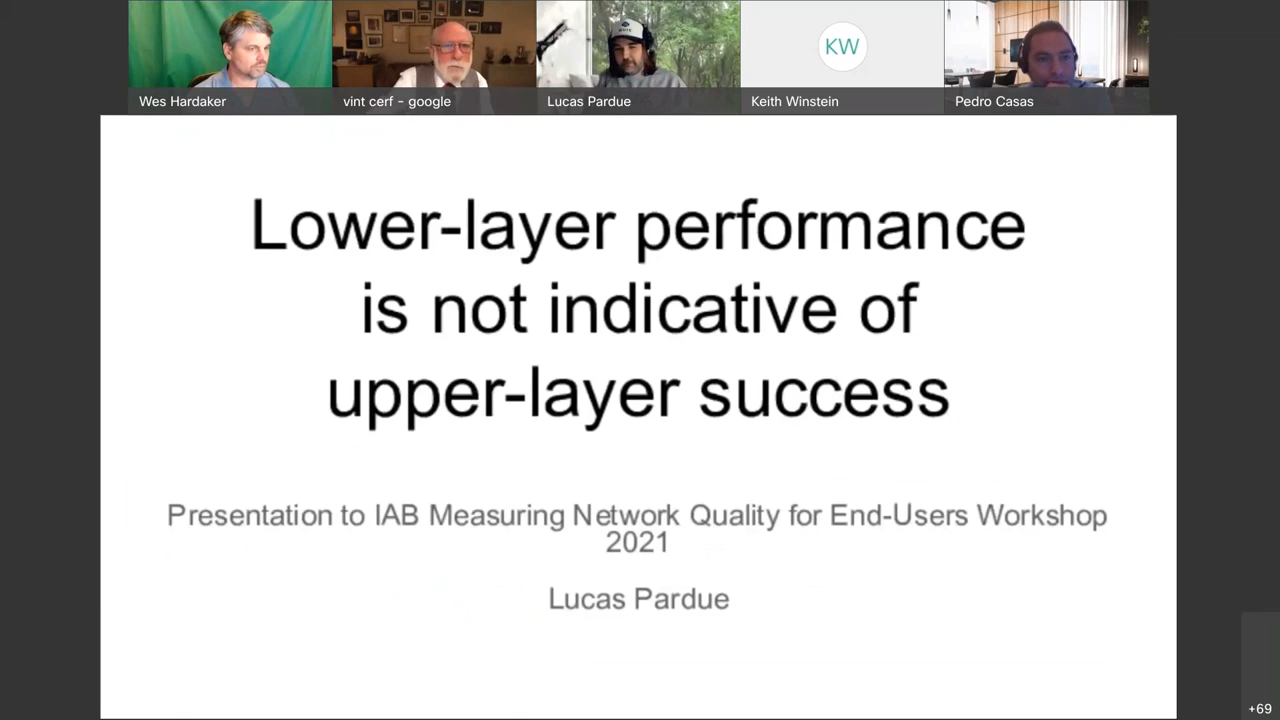 KW
Wes Hardaker
vint cerf - google
Lucas Pardue
Keith Winstein
Pedro Casas
Lower-layer performance
is not indicative of
upper-layer success
Presentation to IAB Measuring Network Quality for End-Users Workshop
2021
Lucas Pardue
+69